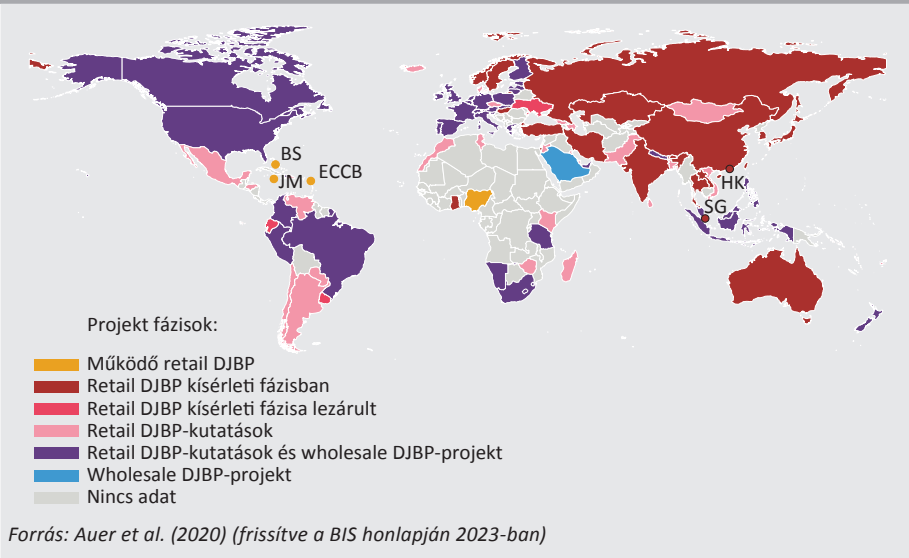 BS
JM
ECCB
HK
SG
Projekt fázisok:
Működő retail DJBP
Retail DJBP kísérleti fázisban
Retail DJBP kísérleti fázisa lezárult
Retail DJBP-kutatások
Retail DJBP-kutatások és wholesale DJBP-projekt
Wholesale DJBP-projekt
Nincs adat
Forrás: Auer et al. (2020) (frissítve a BIS honlapján 2023-ban)